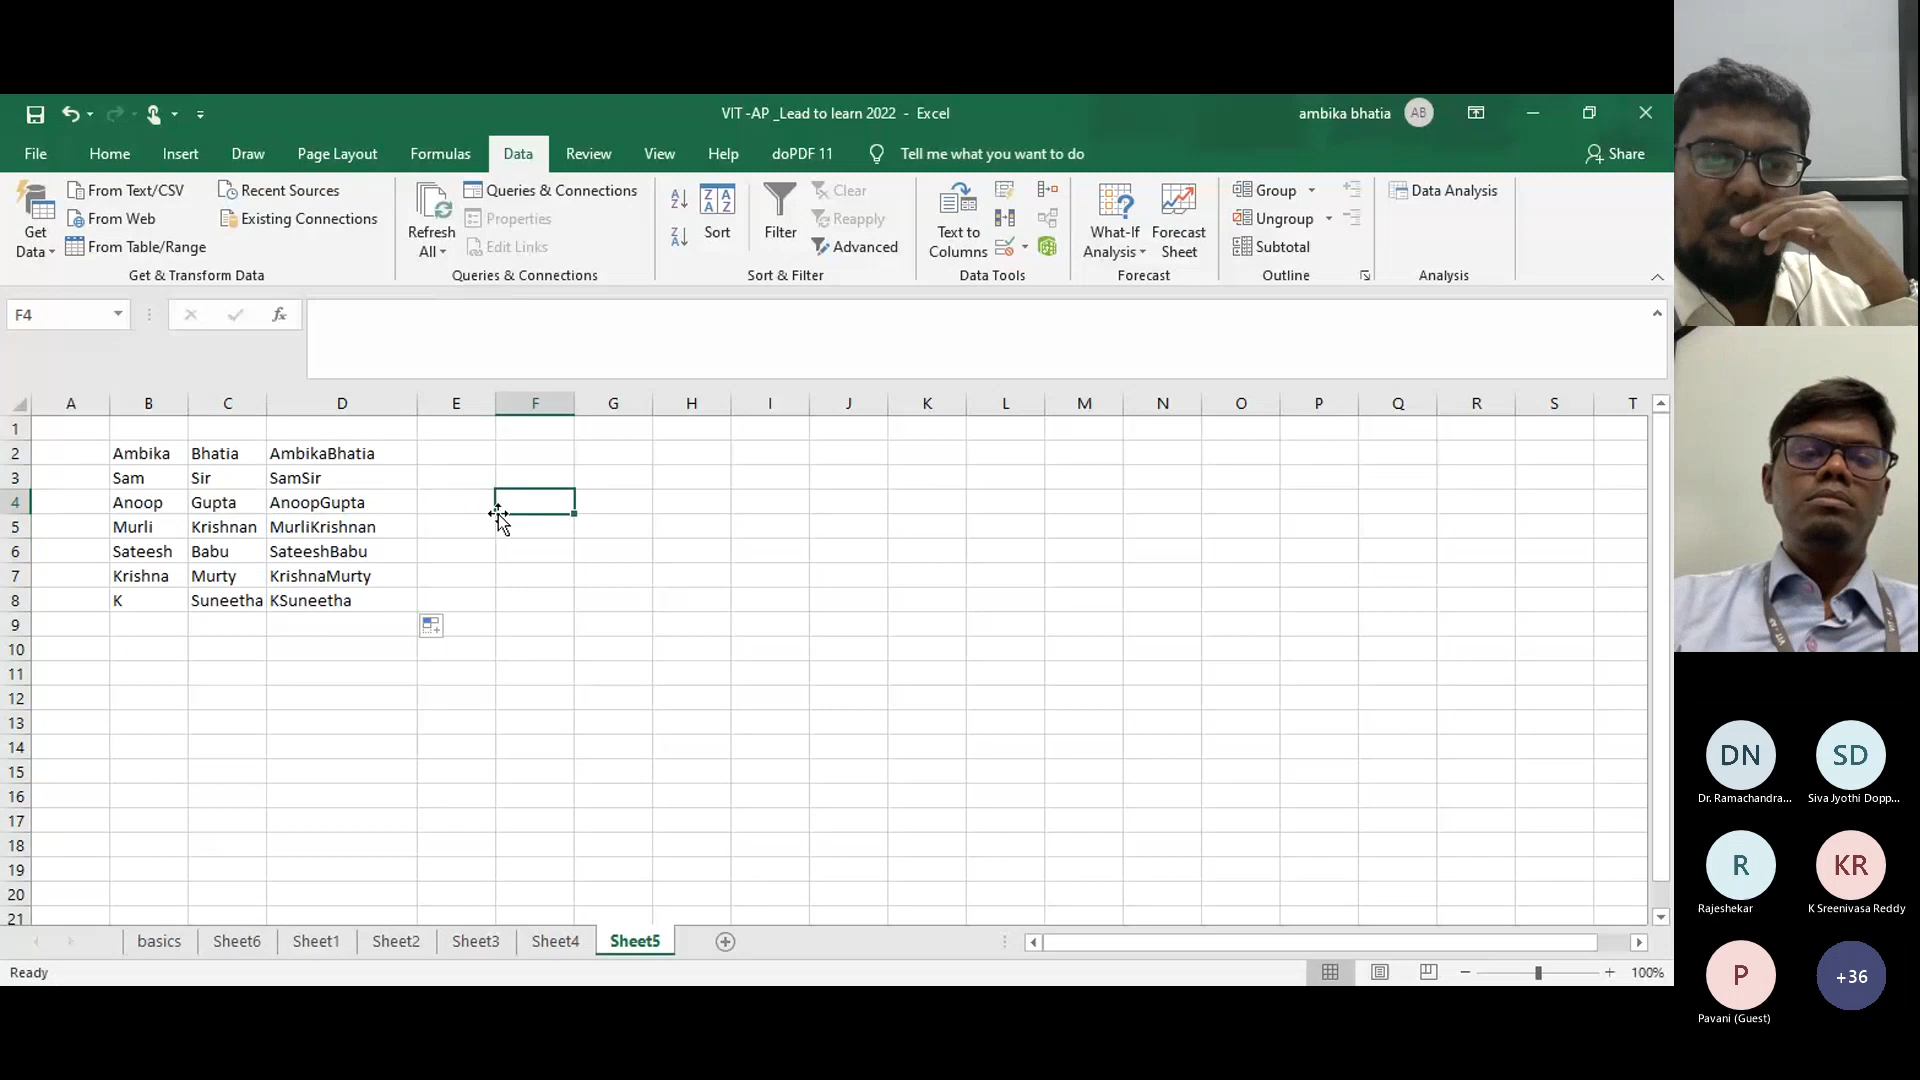 VIT -AP _Lead to learn 2022 - Excel
ambika bhatia AB
File Home Insert Draw Page Layout Formulas Data Review View Help doPDF 11 Tell me what you want to do Share
Get Data
From Text/CSV
From Web
From Table/Range
Recent Sources
Existing Connections
Get & Transform Data
Refresh All
Queries & Connections
Properties
Edit Links
Queries & Connections
Sort
Filter
Clear
Reapply
Advanced
Sort & Filter
Text to Columns
Data Tools
What-If Analysis
Forecast Sheet
Forecast
Group
Ungroup
Subtotal
Outline
Data Analysis
Analysis
F4 fx
A B C D E F G H I J K L M N O P Q R S T
1
2 Ambika Bhatia AmbikaBhatia
3 Sam Sir SamSir
4 Anoop Gupta AnoopGupta
5 Murli Krishnan MurliKrishnan
6 Sateesh Babu SateeshBabu
7 Krishna Murty KrishnaMurty
8 K Suneetha KSuneetha
9
10
11
12
13
14
15
16
17
18
19
20
21
basics Sheet6 Sheet1 Sheet2 Sheet3 Sheet4 Sheet5
Ready 100%
VIT - AP
DN SD
Dr. Ramachandra... Siva Jyothi Dopp...
R KR
Rajeshekar K Sreenivasa Reddy
P +36
Pavani (Guest)